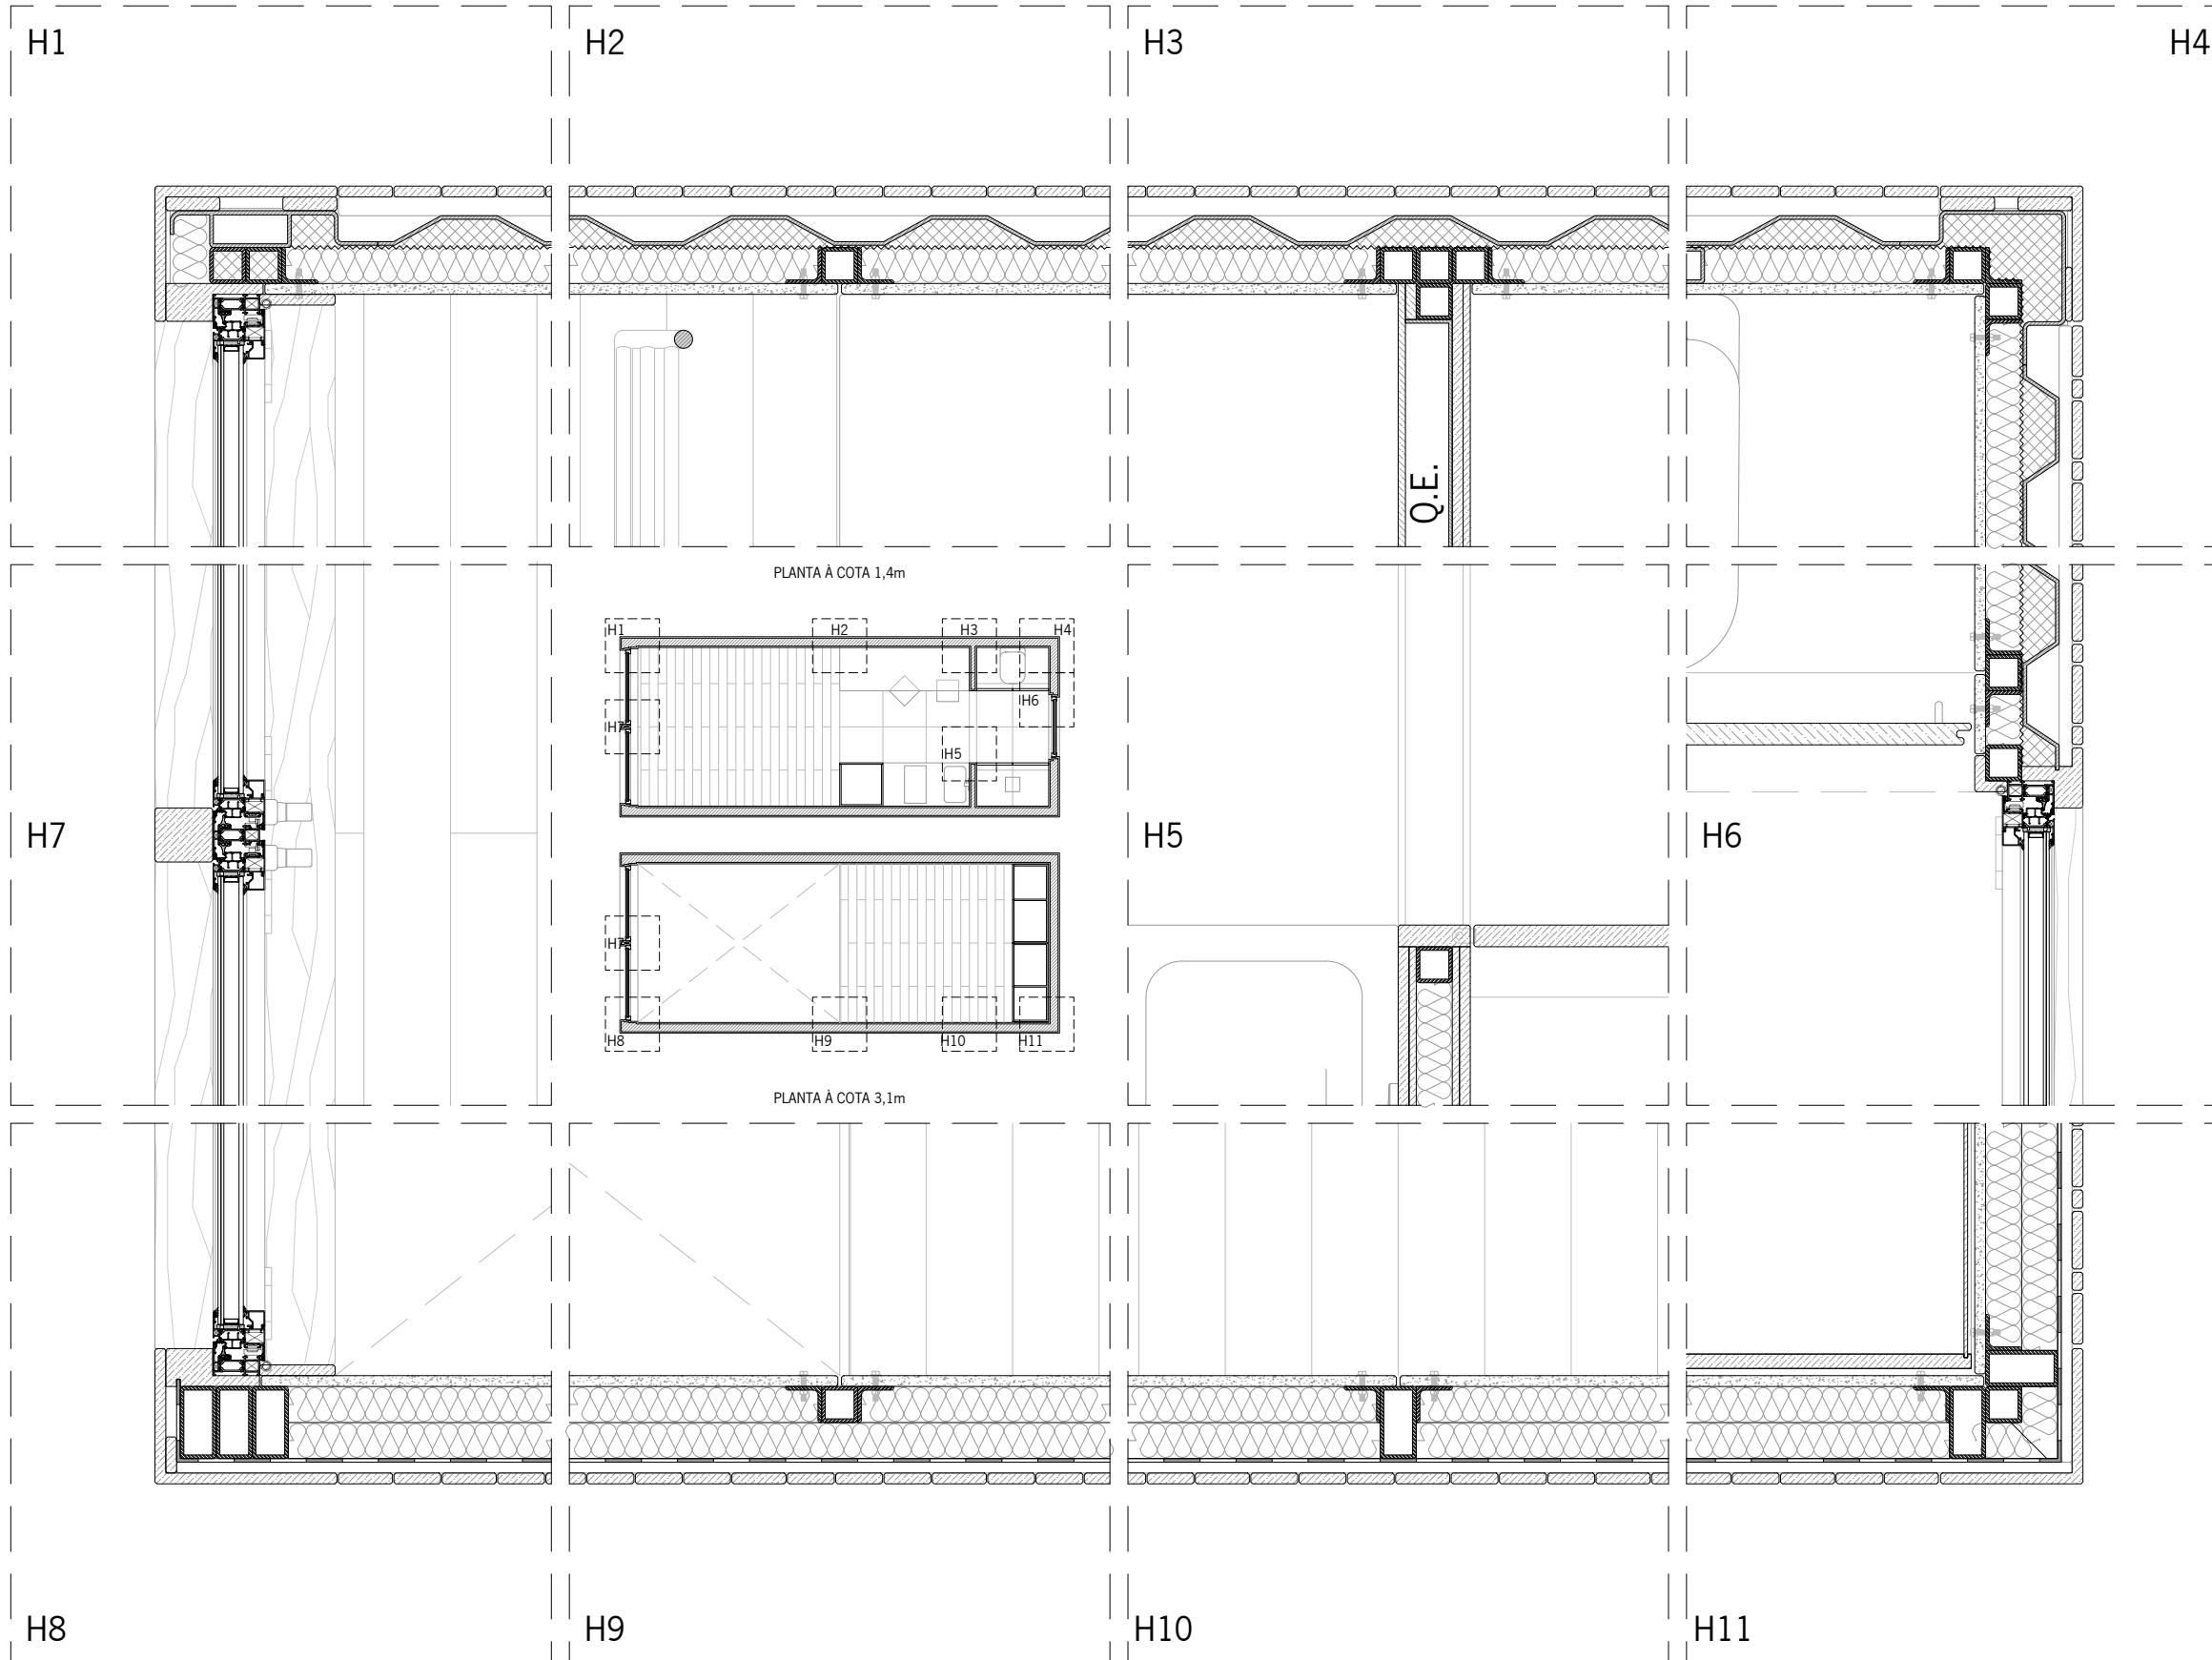 H1
H2
H3
H4
Q.E.
PLANTA À COTA 1,4m
H1
H2
H3
H4
H6
H7
H5
H7
H5
H6
H7
H8
H9
H10
H11
PLANTA À COTA 3,1m
H8
H9
H10
H11